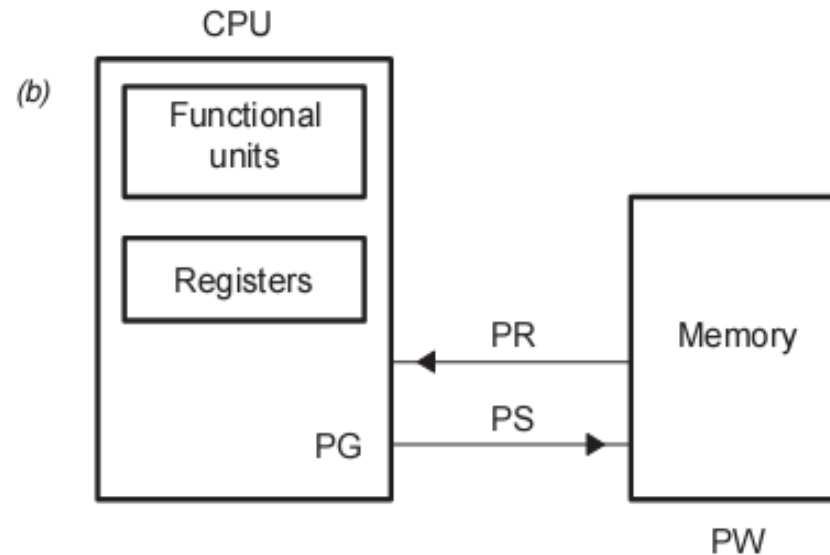 CPU
(b)
Functional
units
Registers
PR
Memory
PS
PG
PW